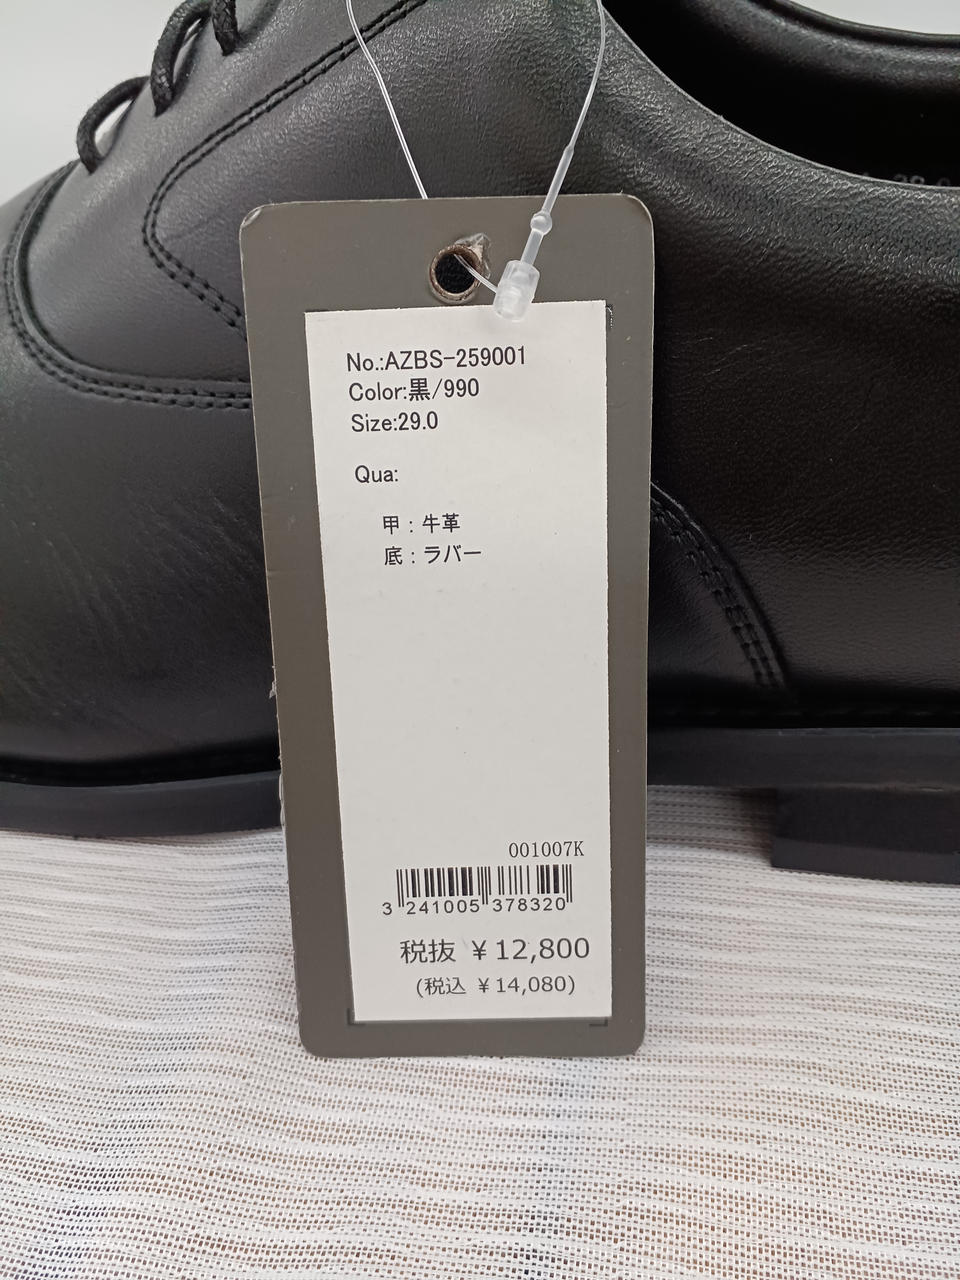 No.:AZBS-259001
Color:黒/990
Size:29.0
Qua:
甲：牛革
底：ラバー
001007K
3 241005 378320
税抜 ￥12,800
(税込 ￥14,080)